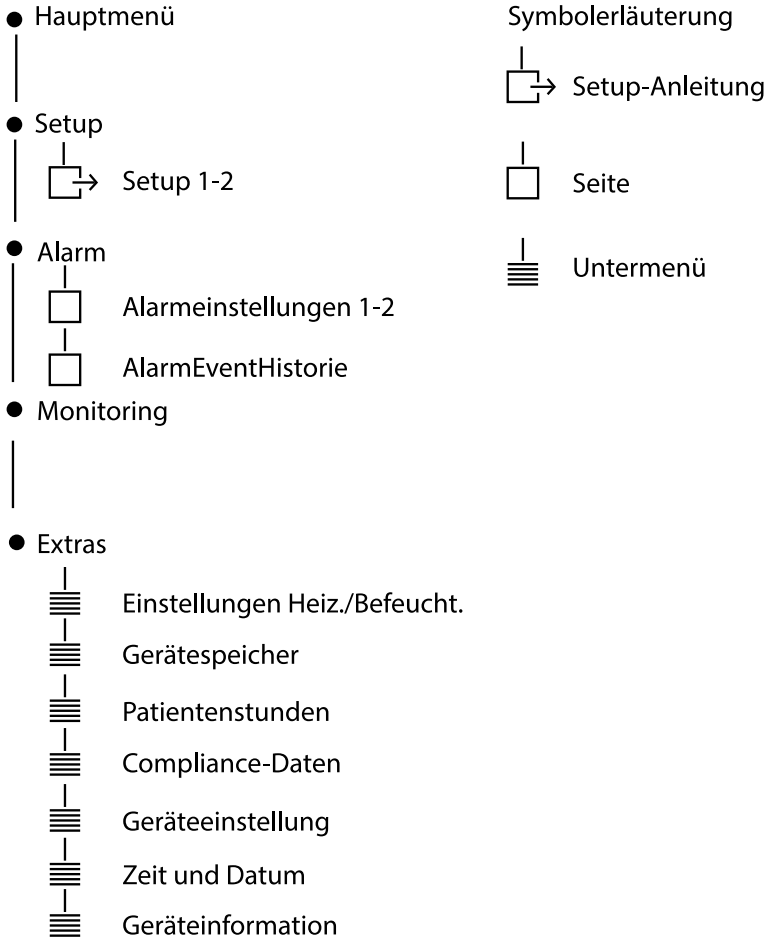 Hauptmenü
Setup
Setup 1-2
Alarm
Alarmeinstellungen 1-2
AlarmEventHistorie
Monitoring
Extras
Einstellungen Heiz./Befeucht.
Gerätespeicher
Patientenstunden
Compliance-Daten
Geräteeinstellung
Zeit und Datum
Geräteinformation
Symbolerläuterung
Setup-Anleitung
Seite
Untermenü